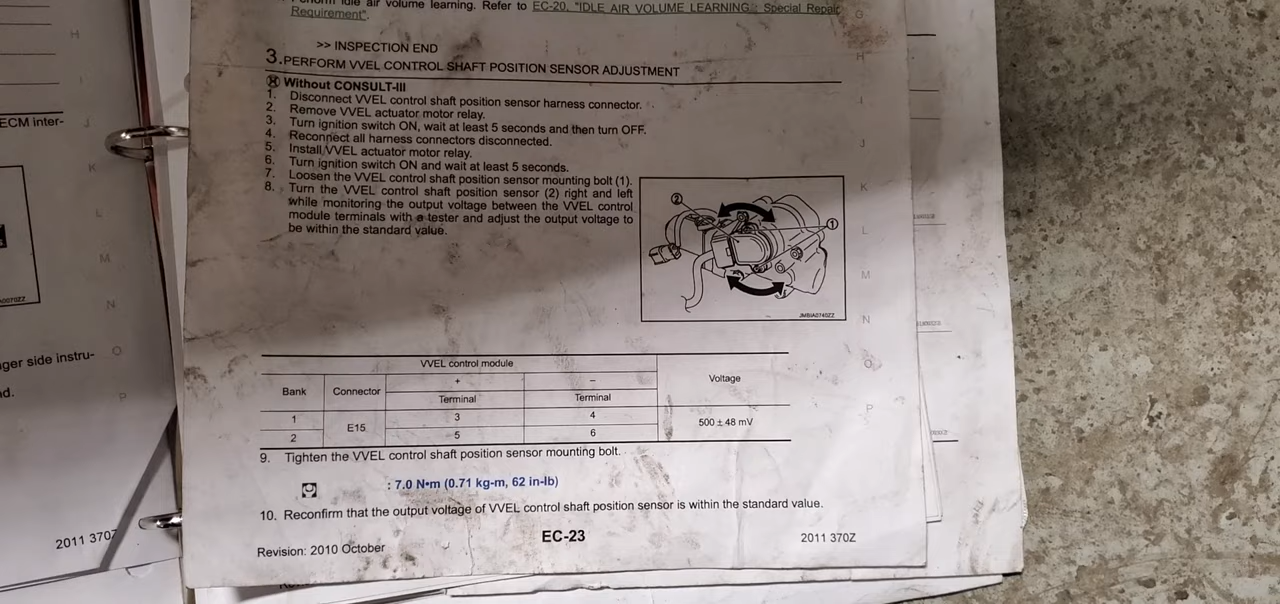 Perform idle air volume learning. Refer to EC-20, "IDLE AIR VOLUME LEARNING : Special Repair
Requirement".
>> INSPECTION END
3.PERFORM VVEL CONTROL SHAFT POSITION SENSOR ADJUSTMENT
Without CONSULT-III
1. Disconnect VVEL control shaft position sensor harness connector.
2. Remove VVEL actuator motor relay.
3. Turn ignition switch ON, wait at least 5 seconds and then turn OFF.
4. Reconnect all harness connectors disconnected.
5. Install VVEL actuator motor relay.
6. Turn ignition switch ON and wait at least 5 seconds.
7. Loosen the VVEL control shaft position sensor mounting bolt (1).
8. Turn the VVEL control shaft position sensor (2) right and left
while monitoring the output voltage between the VVEL control
module terminals with a tester and adjust the output voltage to
be within the standard value.
2
1
JMBIA0740ZZ
VVEL control module
+ −
Bank Connector Terminal Terminal Voltage
1 E15 3 4 500 ± 48 mV
2 5 6
9. Tighten the VVEL control shaft position sensor mounting bolt.
: 7.0 N•m (0.71 kg-m, 62 in-lb)
10. Reconfirm that the output voltage of VVEL control shaft position sensor is within the standard value.
Revision: 2010 October
EC-23
2011 370Z
G
H
I
J
K
L
M
N
O
P
ECM inter-
ger side instru-
d.
2011 370Z
H
I
J
K
L
M
N
O
P